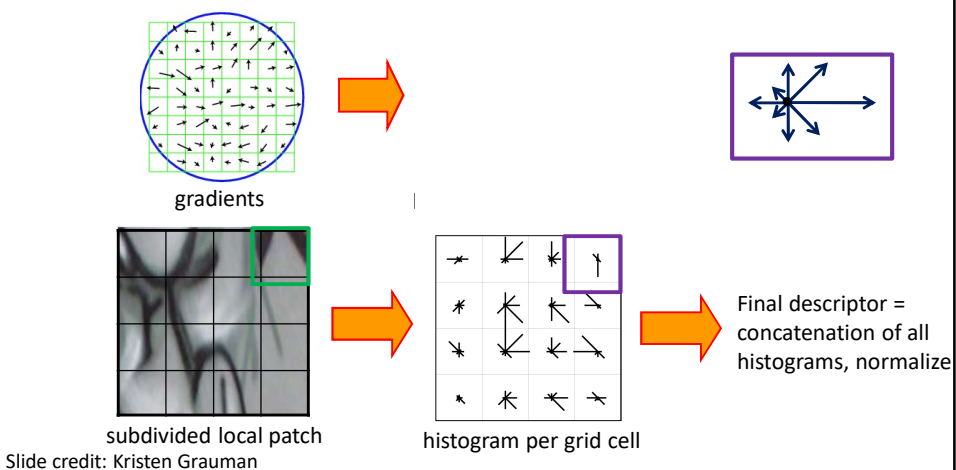 gradients
subdivided local patch
histogram per grid cell
Final descriptor =
concatenation of all
histograms, normalize
Slide credit: Kristen Grauman